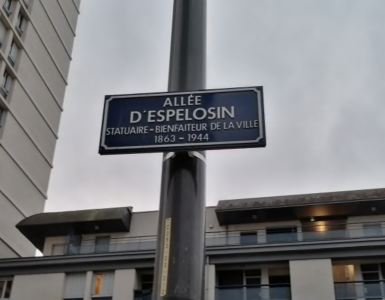 ALLÉE
D'ESPELOSIN
STATUAIRE - BIENFAITEUR DE LA VILLE
1863 - 1944